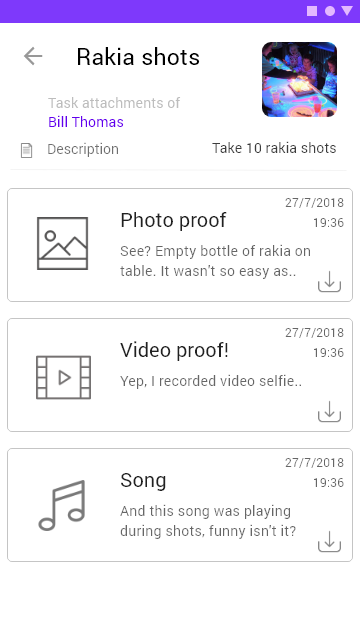 Rakia shots
Task attachments of
Bill Thomas
Description
Take 10 rakia shots
27/7/2018
Photo proof
19:36
See? Empty bottle of rakia on
table. It wasn't so easy as..
27/7/2018
Video proof!
19:36
Yep, I recorded video selfie..
27/7/2018
Song
19:36
And this song was playing
during shots, funny isn't it?